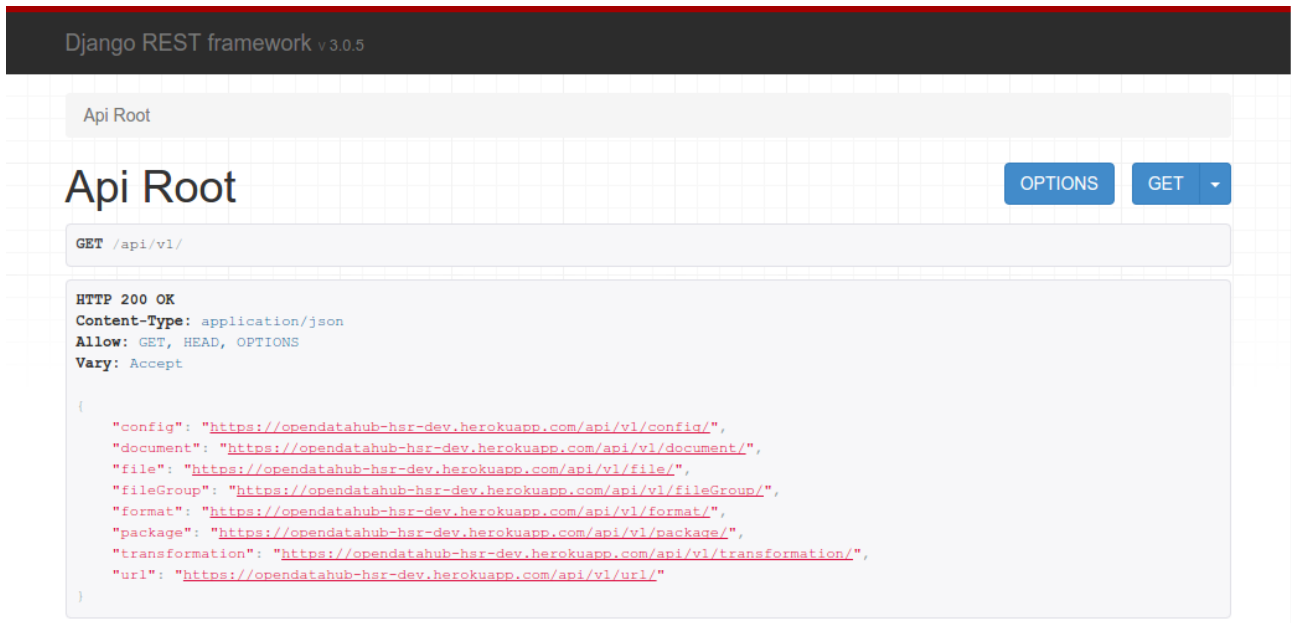 Django REST framework v 3.0.5
Api Root
Api Root
OPTIONS GET
GET /api/v1/
HTTP 200 OK
Content-Type: application/json
Allow: GET, HEAD, OPTIONS
Vary: Accept
{
"config": "https://opendatahub-hsr-dev.herokuapp.com/api/v1/config/",
"document": "https://opendatahub-hsr-dev.herokuapp.com/api/v1/document/",
"file": "https://opendatahub-hsr-dev.herokuapp.com/api/v1/file/",
"fileGroup": "https://opendatahub-hsr-dev.herokuapp.com/api/v1/fileGroup/",
"format": "https://opendatahub-hsr-dev.herokuapp.com/api/v1/format/",
"package": "https://opendatahub-hsr-dev.herokuapp.com/api/v1/package/",
"transformation": "https://opendatahub-hsr-dev.herokuapp.com/api/v1/transformation/",
"url": "https://opendatahub-hsr-dev.herokuapp.com/api/v1/url/"
}